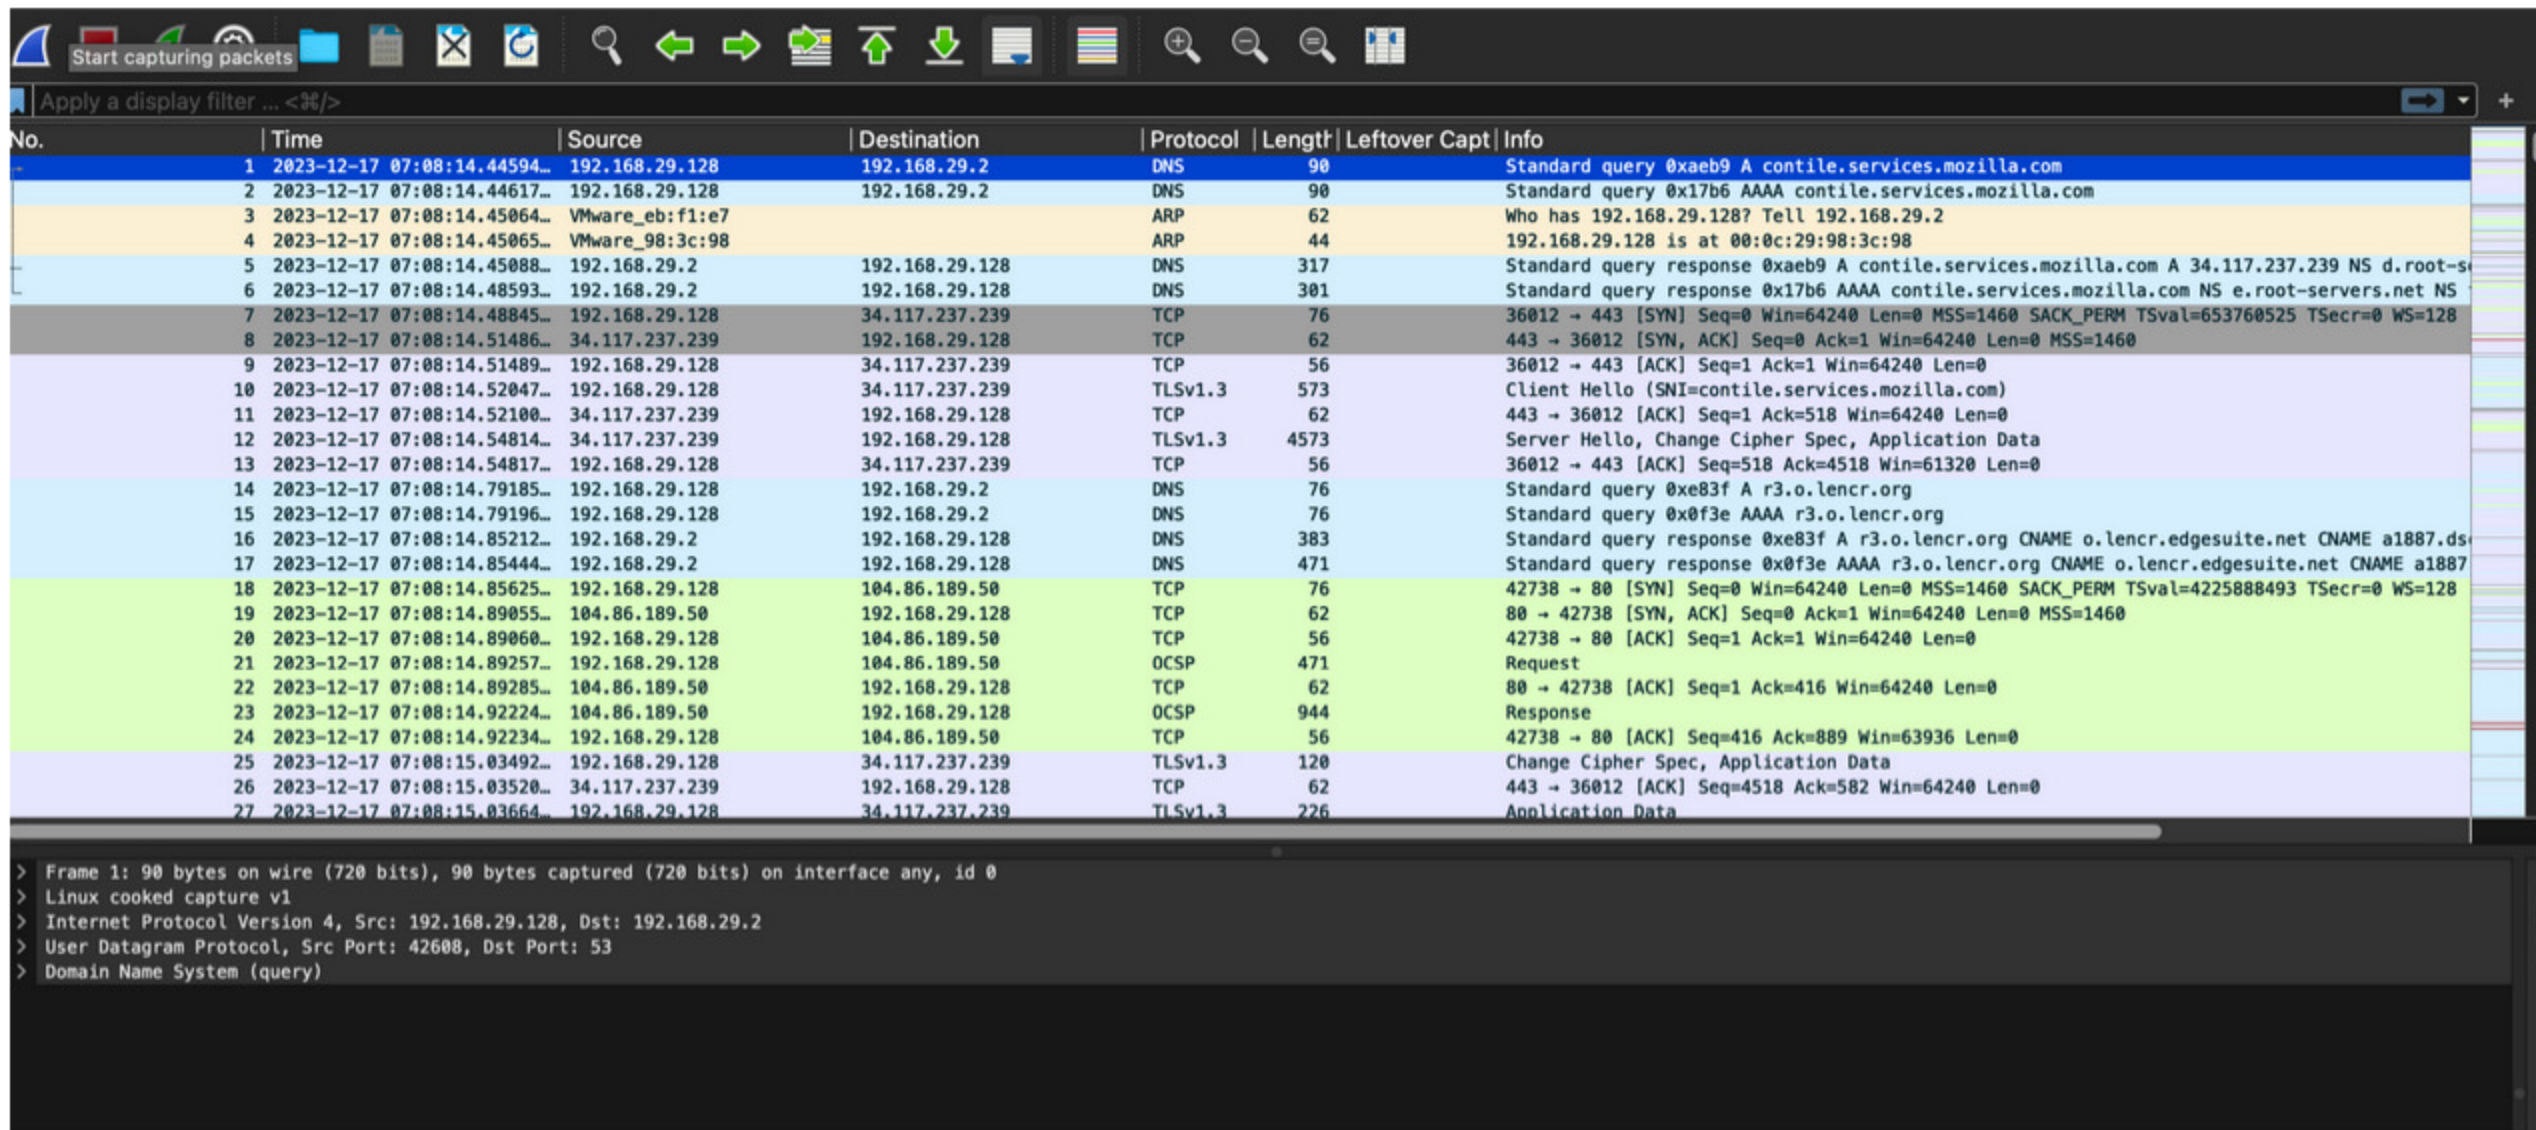 Start capturing packets
Apply a display filter ... <⌘/>
No. Time Source Destination Protocol Length Leftover Capt Info
1 2023-12-17 07:08:14.44594… 192.168.29.128 192.168.29.2 DNS 90 Standard query 0xaeb9 A contile.services.mozilla.com
2 2023-12-17 07:08:14.44617… 192.168.29.128 192.168.29.2 DNS 90 Standard query 0x17b6 AAAA contile.services.mozilla.com
3 2023-12-17 07:08:14.45064… VMware_eb:f1:e7 ARP 62 Who has 192.168.29.128? Tell 192.168.29.2
4 2023-12-17 07:08:14.45065… VMware_98:3c:98 ARP 44 192.168.29.128 is at 00:0c:29:98:3c:98
5 2023-12-17 07:08:14.45088… 192.168.29.2 192.168.29.128 DNS 317 Standard query response 0xaeb9 A contile.services.mozilla.com A 34.117.237.239 NS d.root-s
6 2023-12-17 07:08:14.48593… 192.168.29.2 192.168.29.128 DNS 301 Standard query response 0x17b6 AAAA contile.services.mozilla.com NS e.root-servers.net NS
7 2023-12-17 07:08:14.48845… 192.168.29.128 34.117.237.239 TCP 76 36012 → 443 [SYN] Seq=0 Win=64240 Len=0 MSS=1460 SACK_PERM TSval=653760525 TSecr=0 WS=128
8 2023-12-17 07:08:14.51486… 34.117.237.239 192.168.29.128 TCP 62 443 → 36012 [SYN, ACK] Seq=0 Ack=1 Win=64240 Len=0 MSS=1460
9 2023-12-17 07:08:14.51489… 192.168.29.128 34.117.237.239 TCP 56 36012 → 443 [ACK] Seq=1 Ack=1 Win=64240 Len=0
10 2023-12-17 07:08:14.52047… 192.168.29.128 34.117.237.239 TLSv1.3 573 Client Hello (SNI=contile.services.mozilla.com)
11 2023-12-17 07:08:14.52100… 34.117.237.239 192.168.29.128 TCP 62 443 → 36012 [ACK] Seq=1 Ack=518 Win=64240 Len=0
12 2023-12-17 07:08:14.54814… 34.117.237.239 192.168.29.128 TLSv1.3 4573 Server Hello, Change Cipher Spec, Application Data
13 2023-12-17 07:08:14.54817… 192.168.29.128 34.117.237.239 TCP 56 36012 → 443 [ACK] Seq=518 Ack=4518 Win=61320 Len=0
14 2023-12-17 07:08:14.79185… 192.168.29.128 192.168.29.2 DNS 76 Standard query 0xe83f A r3.o.lencr.org
15 2023-12-17 07:08:14.79196… 192.168.29.128 192.168.29.2 DNS 76 Standard query 0x0f3e AAAA r3.o.lencr.org
16 2023-12-17 07:08:14.85212… 192.168.29.2 192.168.29.128 DNS 383 Standard query response 0xe83f A r3.o.lencr.org CNAME o.lencr.edgesuite.net CNAME a1887.ds
17 2023-12-17 07:08:14.85444… 192.168.29.2 192.168.29.128 DNS 471 Standard query response 0x0f3e AAAA r3.o.lencr.org CNAME o.lencr.edgesuite.net CNAME a1887
18 2023-12-17 07:08:14.85625… 192.168.29.128 104.86.189.50 TCP 76 42738 → 80 [SYN] Seq=0 Win=64240 Len=0 MSS=1460 SACK_PERM TSval=4225888493 TSecr=0 WS=128
19 2023-12-17 07:08:14.89055… 104.86.189.50 192.168.29.128 TCP 62 80 → 42738 [SYN, ACK] Seq=0 Ack=1 Win=64240 Len=0 MSS=1460
20 2023-12-17 07:08:14.89060… 192.168.29.128 104.86.189.50 TCP 56 42738 → 80 [ACK] Seq=1 Ack=1 Win=64240 Len=0
21 2023-12-17 07:08:14.89257… 192.168.29.128 104.86.189.50 OCSP 471 Request
22 2023-12-17 07:08:14.89285… 104.86.189.50 192.168.29.128 TCP 62 80 → 42738 [ACK] Seq=1 Ack=416 Win=64240 Len=0
23 2023-12-17 07:08:14.92224… 104.86.189.50 192.168.29.128 OCSP 944 Response
24 2023-12-17 07:08:14.92234… 192.168.29.128 104.86.189.50 TCP 56 42738 → 80 [ACK] Seq=416 Ack=889 Win=63936 Len=0
25 2023-12-17 07:08:15.03492… 192.168.29.128 34.117.237.239 TLSv1.3 120 Change Cipher Spec, Application Data
26 2023-12-17 07:08:15.03520… 34.117.237.239 192.168.29.128 TCP 62 443 → 36012 [ACK] Seq=4518 Ack=582 Win=64240 Len=0
27 2023-12-17 07:08:15.03664… 192.168.29.128 34.117.237.239 TLSv1.3 226 Application Data
Frame 1: 90 bytes on wire (720 bits), 90 bytes captured (720 bits) on interface any, id 0
Linux cooked capture v1
Internet Protocol Version 4, Src: 192.168.29.128, Dst: 192.168.29.2
User Datagram Protocol, Src Port: 42608, Dst Port: 53
Domain Name System (query)